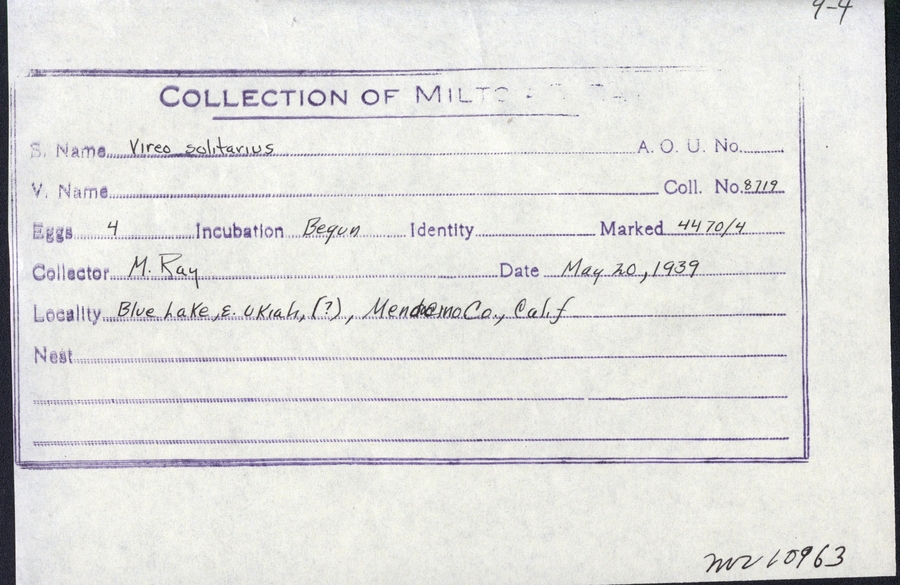 9-4
COLLECTION OF MILTO
S. Name Vireo solitarius A. O. U. No.
V. Name Coll. No. 8719
Eggs 4 Incubation Begun Identity Marked 4470/4
Collector M. Ray Date May 20, 1939
Locality Blue Lake, E. Ukiah, (?), Mendocino Co., Calif
Nest
MVZ 10963